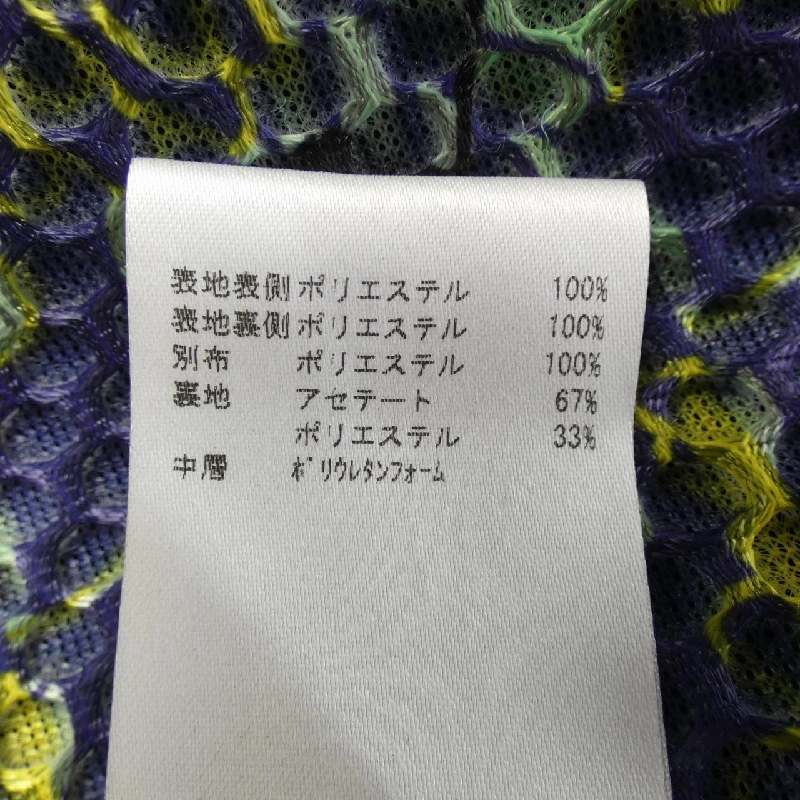 表地表側 ポリエステル 100%
表地裏側 ポリエステル 100%
別布 ポリエステル 100%
裏地 アセテート 67%
ポリエステル 33%
中層 ﾎﾟﾘｳﾚﾀﾝﾌｫｰﾑ